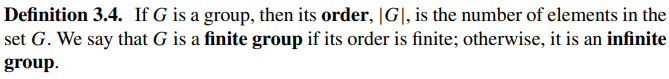 Definition 3.4. If G is a group, then its order, |G|, is the number of elements in the
set G. We say that G is a finite group if its order is finite; otherwise, it is an infinite
group.